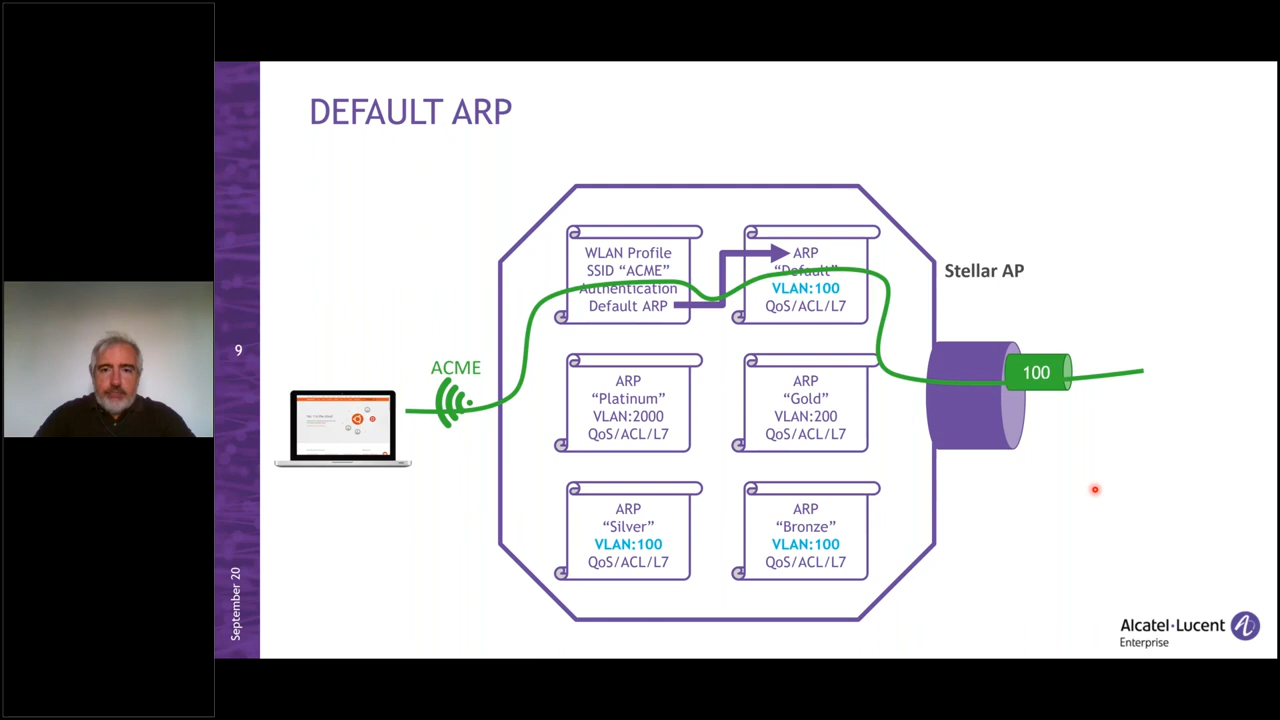 DEFAULT ARP
WLAN Profile
SSID “ACME”
Authentication
Default ARP
ARP
“Default”
VLAN:100
QoS/ACL/L7
Stellar AP
9
ACME
100
ARP
“Platinum”
VLAN:2000
QoS/ACL/L7
ARP
“Gold”
VLAN:200
QoS/ACL/L7
ARP
“Silver”
VLAN:100
QoS/ACL/L7
ARP
“Bronze”
VLAN:100
QoS/ACL/L7
September 20
Alcatel·Lucent
Enterprise